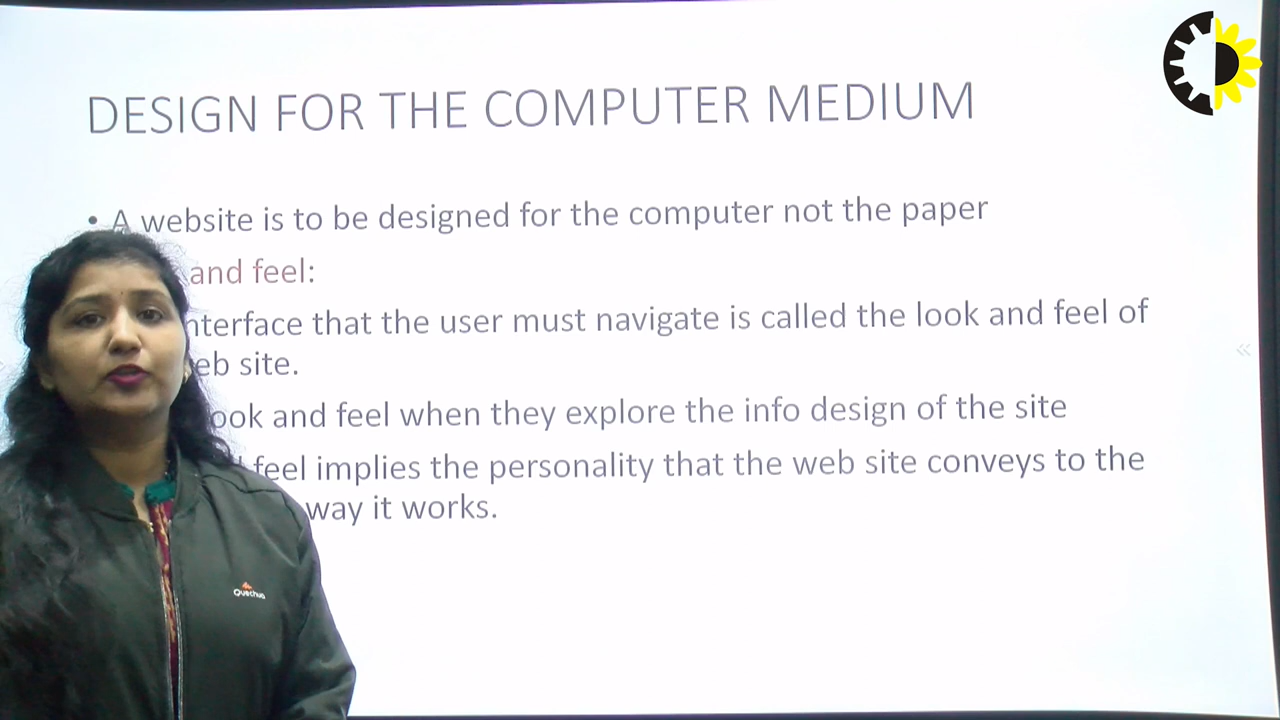 DESIGN FOR THE COMPUTER MEDIUM
• A website is to be designed for the computer not the paper
and feel:
nterface that the user must navigate is called the look and feel of
eb site.
ook and feel when they explore the info design of the site
feel implies the personality that the web site conveys to the
way it works.
Quechua